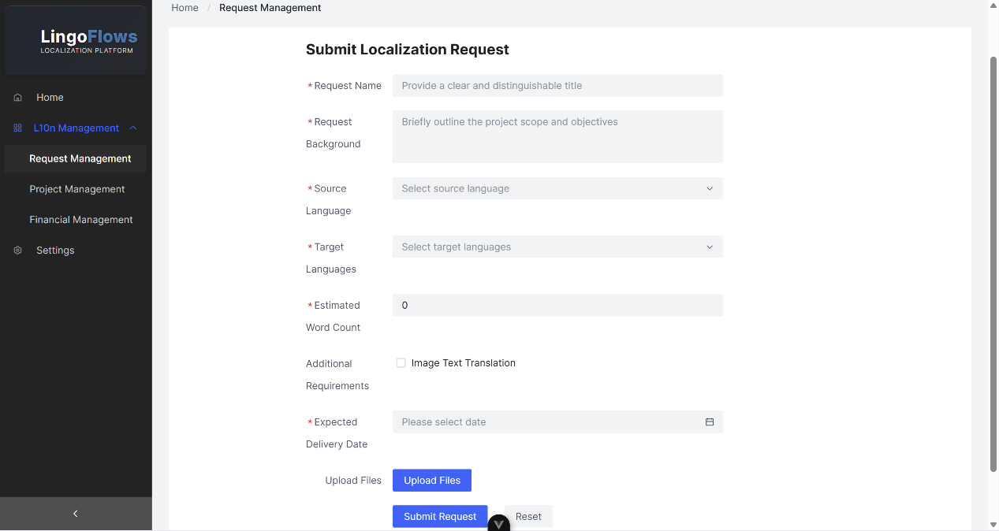 Home / Request Management
LingoFlows
LOCALIZATION PLATFORM
Home
L10n Management
Request Management
Project Management
Financial Management
Settings
Submit Localization Request
* Request Name
Provide a clear and distinguishable title
* Request
Background
Briefly outline the project scope and objectives
* Source
Language
Select source language
* Target
Languages
Select target languages
* Estimated
Word Count
0
Additional
Requirements
Image Text Translation
* Expected
Delivery Date
Please select date
Upload Files
Upload Files
Submit Request
Reset